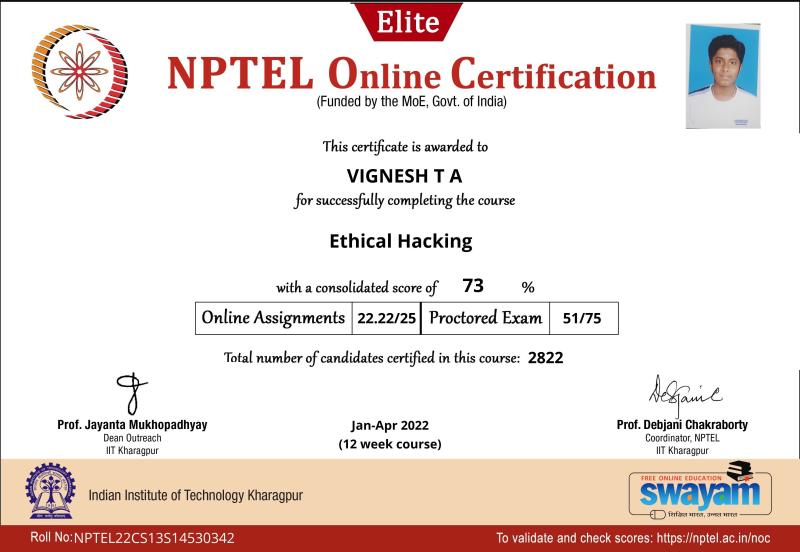 Elite
NPTEL Online Certification
(Funded by the MoE, Govt. of India)
This certificate is awarded to
VIGNESH T A
for successfully completing the course
Ethical Hacking
with a consolidated score of 73 %
Online Assignments 22.22/25 Proctored Exam 51/75
Total number of candidates certified in this course: 2822
Prof. Jayanta Mukhopadhyay
Dean Outreach
IIT Kharagpur
Jan-Apr 2022
(12 week course)
Prof. Debjani Chakraborty
Coordinator, NPTEL
IIT Kharagpur
Indian Institute of Technology Kharagpur
FREE ONLINE EDUCATION
swayam
शिक्षित भारत, उन्नत भारत
Roll No: NPTEL22CS13S14530342
To validate and check scores: https://nptel.ac.in/noc